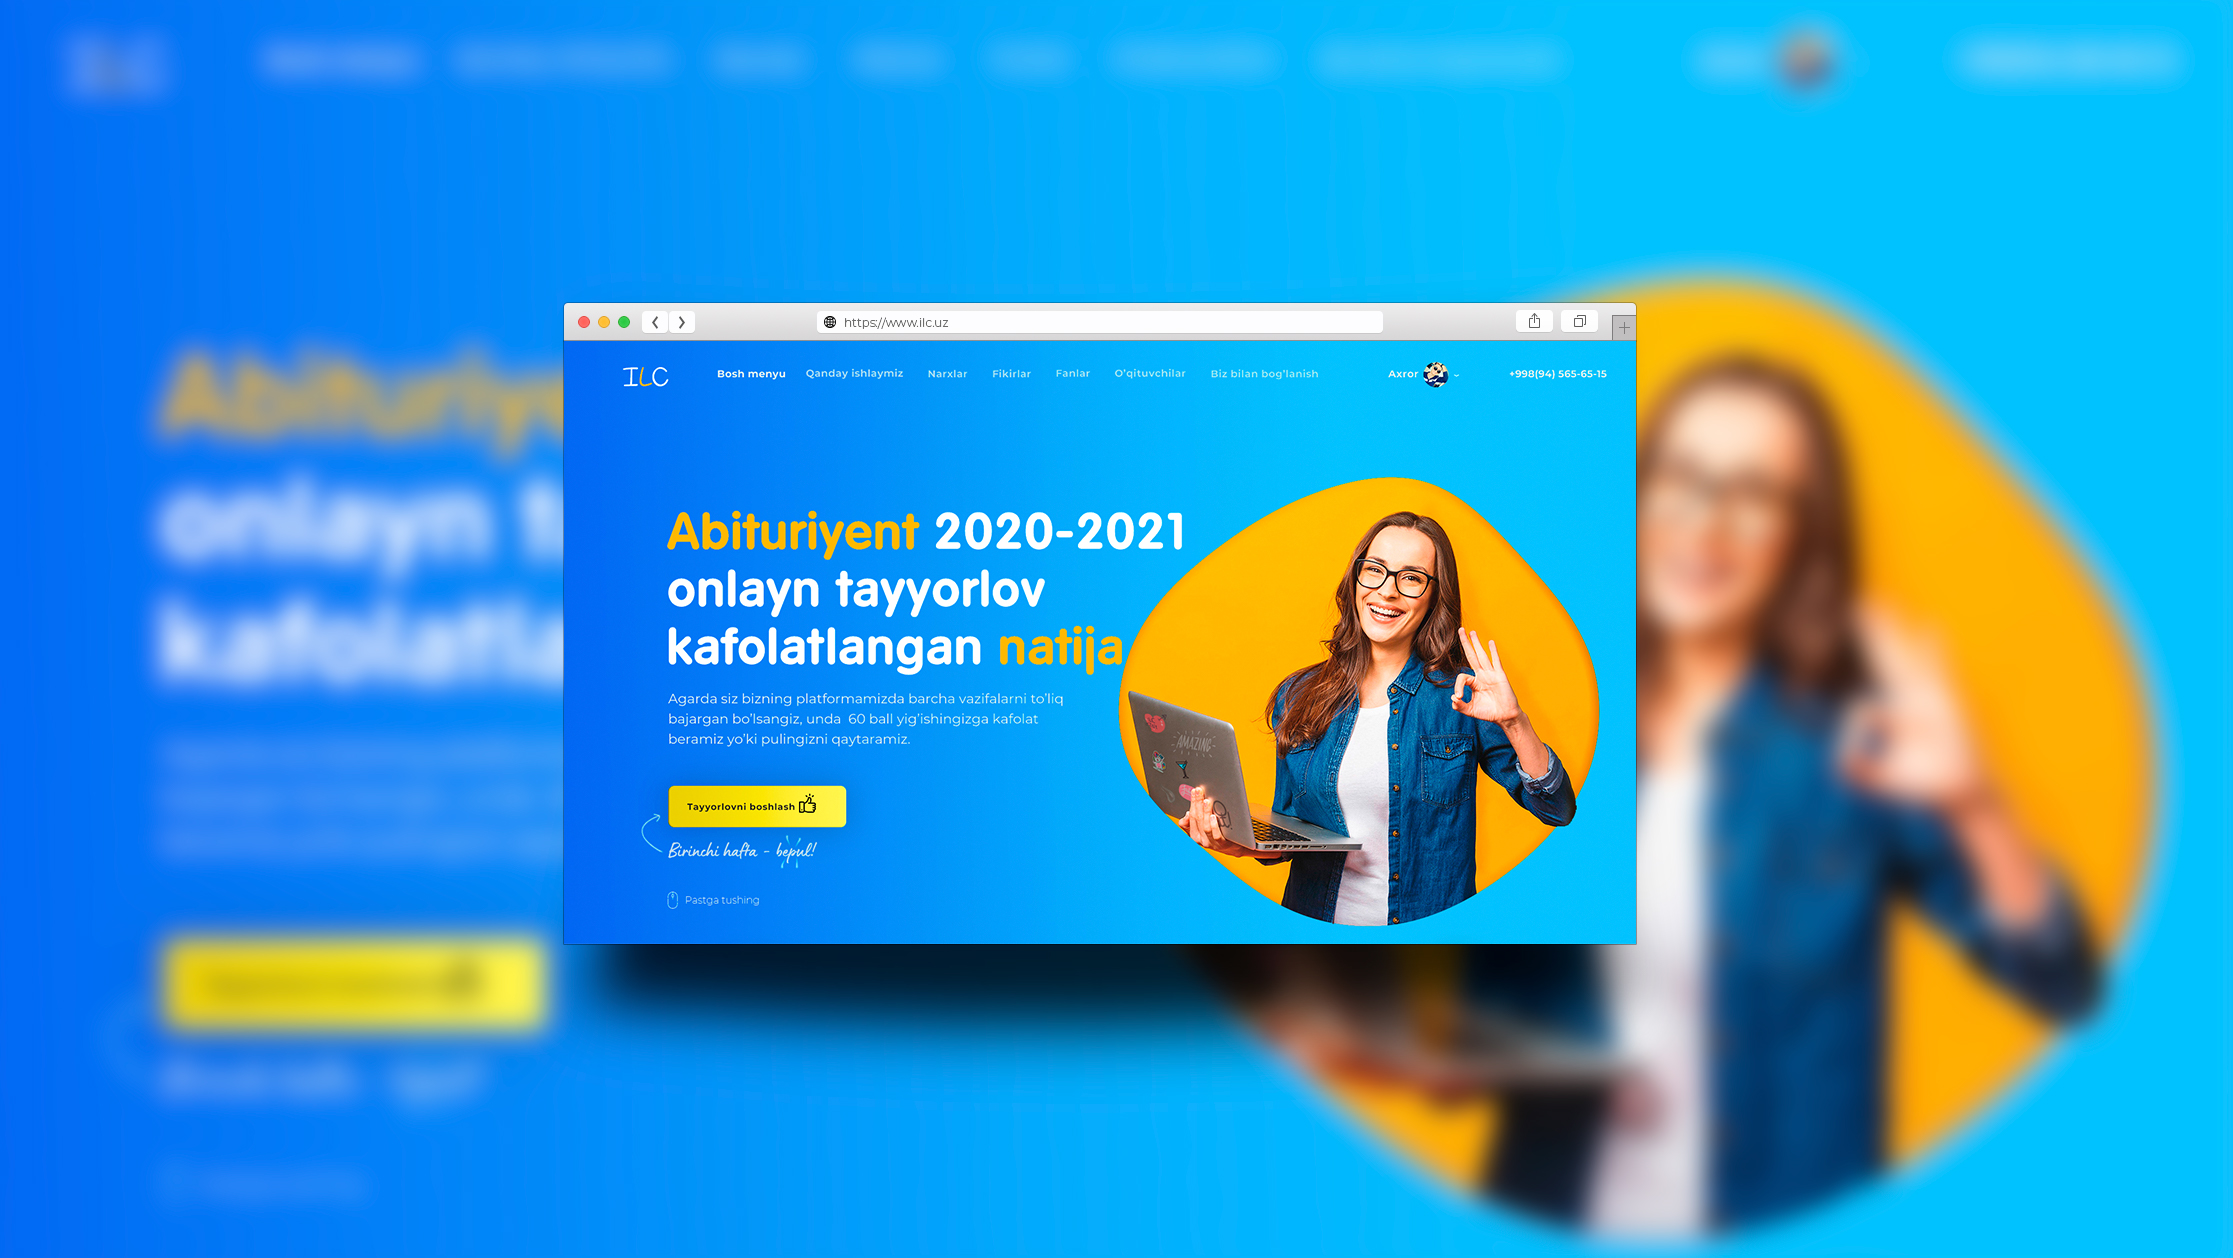 https://www.ilc.uz
ILC
Bosh menyu Qanday ishlaymiz Narxlar Fikirlar Fanlar O'qituvchilar Biz bilan bog'lanish Axror +998(94) 565-65-15
Abituriyent 2020-2021
onlayn tayyorlov
kafolatlangan natija
Agarda siz bizning platformamizda barcha vazifalarni to'liq
bajargan bo'lsangiz, unda 60 ball yig'ishingizga kafolat
beramiz yo'ki pulingizni qaytaramiz.
AMAZING
Tayyorlovni boshlash
Birinchi hafta - bepul!
Pastga tushing
Abituriye
onlayn t
kafolatla